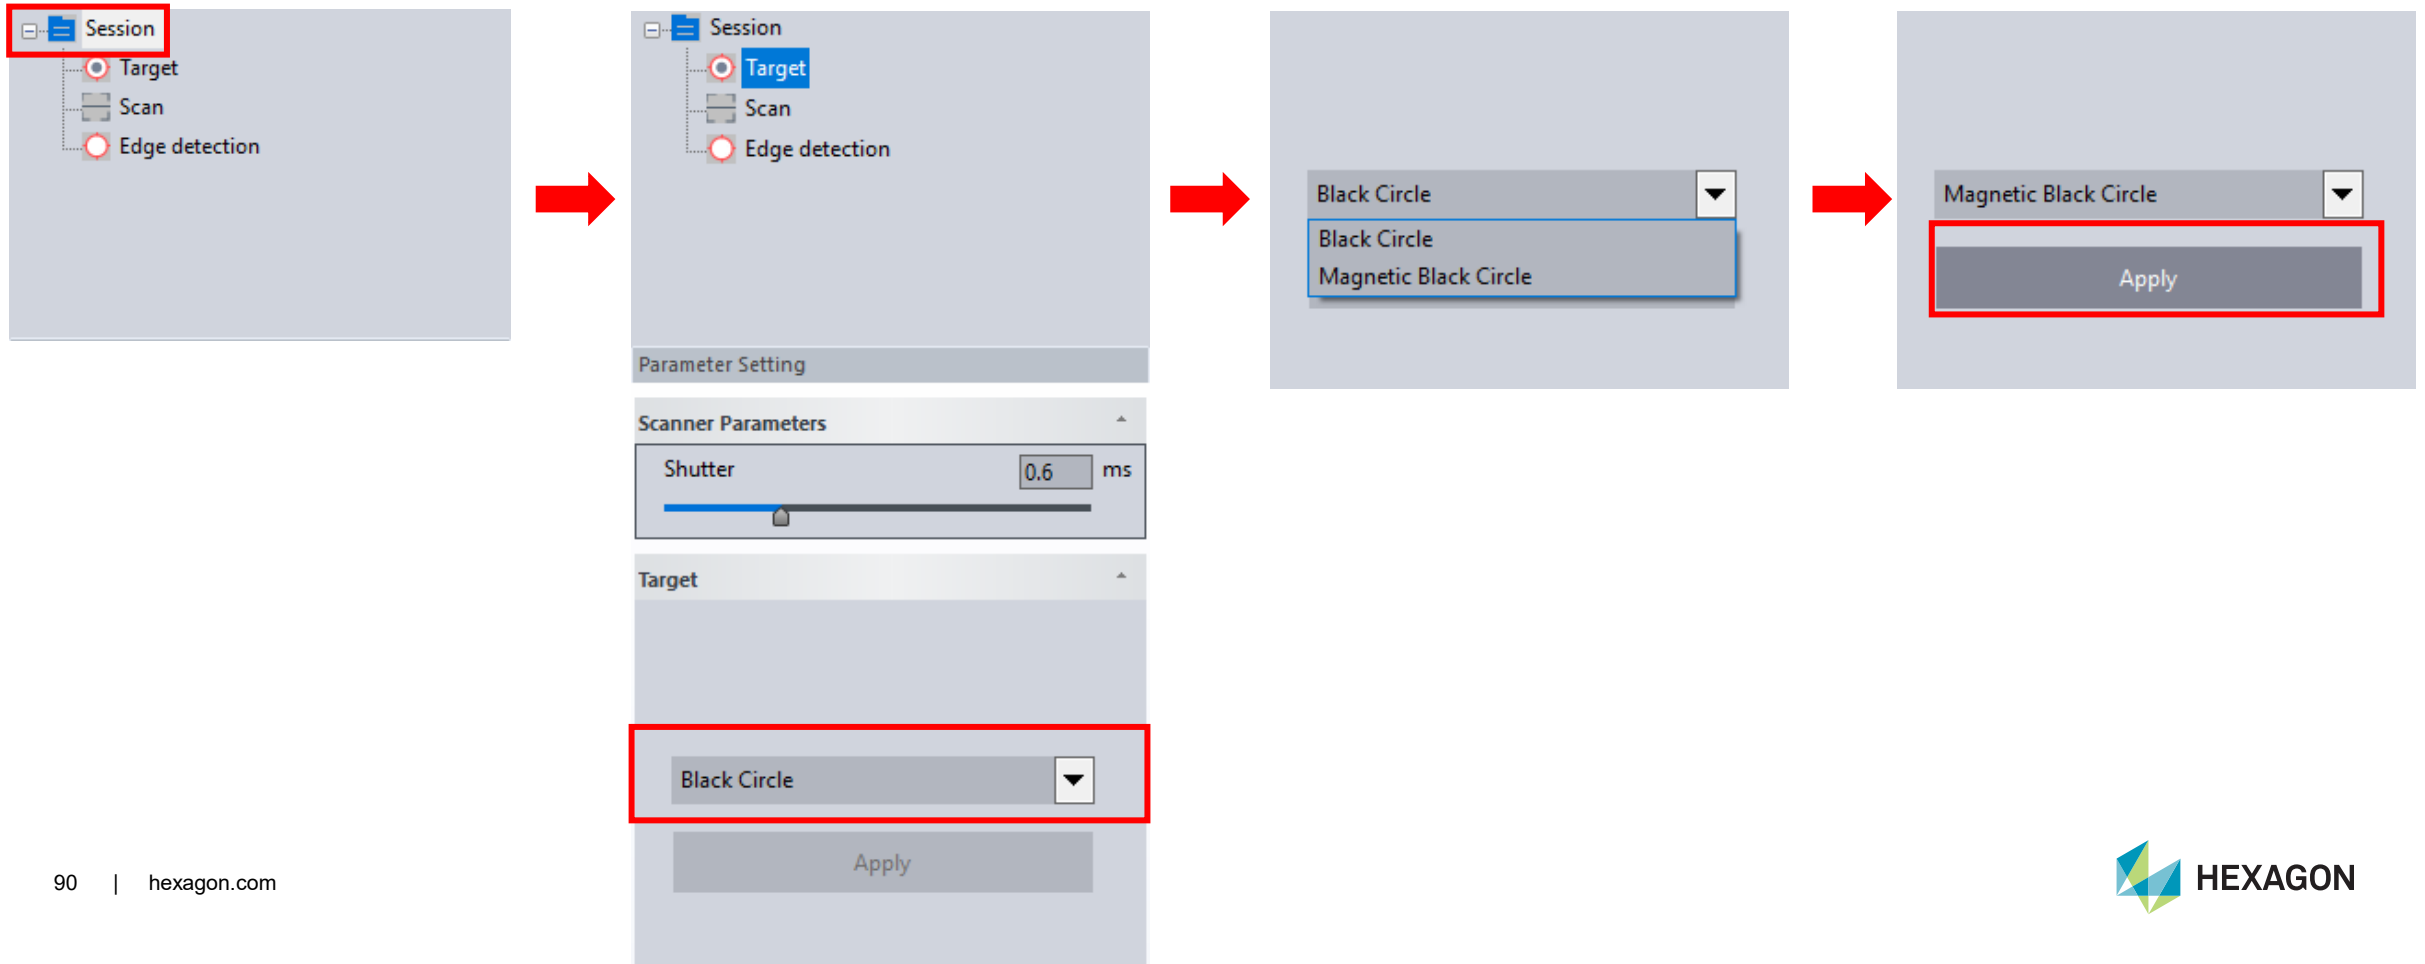 Session
Target
Scan
Edge detection
Session
Target
Scan
Edge detection
Parameter Setting
Scanner Parameters
Shutter 0.6 ms
Target
Black Circle
Apply
Black Circle
Black Circle
Magnetic Black Circle
Magnetic Black Circle
Apply
90 | hexagon.com
HEXAGON